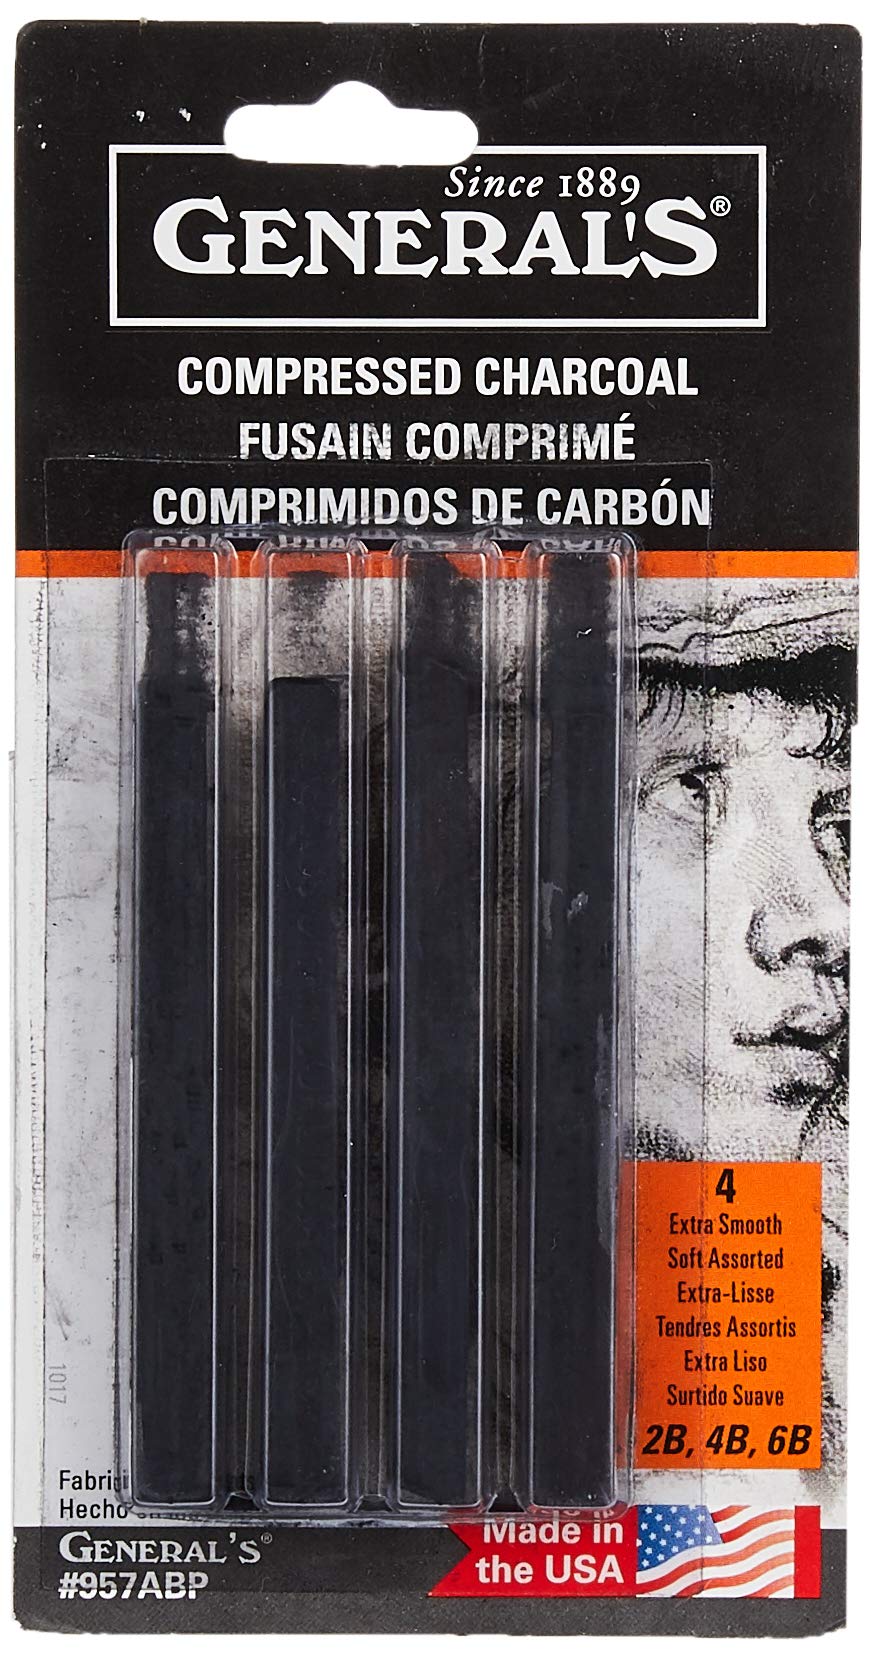 Since 1889
GENERAL'S®
COMPRESSED CHARCOAL
FUSAIN COMPRIMÉ
COMPRIMIDOS DE CARBÓN
4
Extra Smooth
Soft Assorted
Extra-Lisse
Tendres Assortis
Extra Liso
Surtido Suave
2B, 4B, 6B
1017
Hecho
GENERAL'S®
#957ABP
Made in
the USA